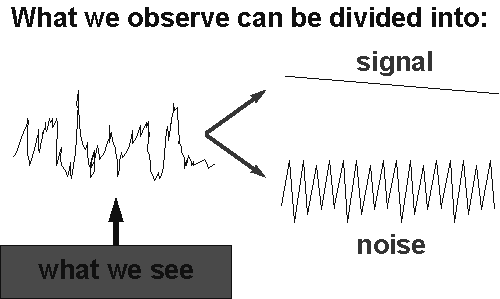 What we observe can be divided into:
signal
noise
what we see